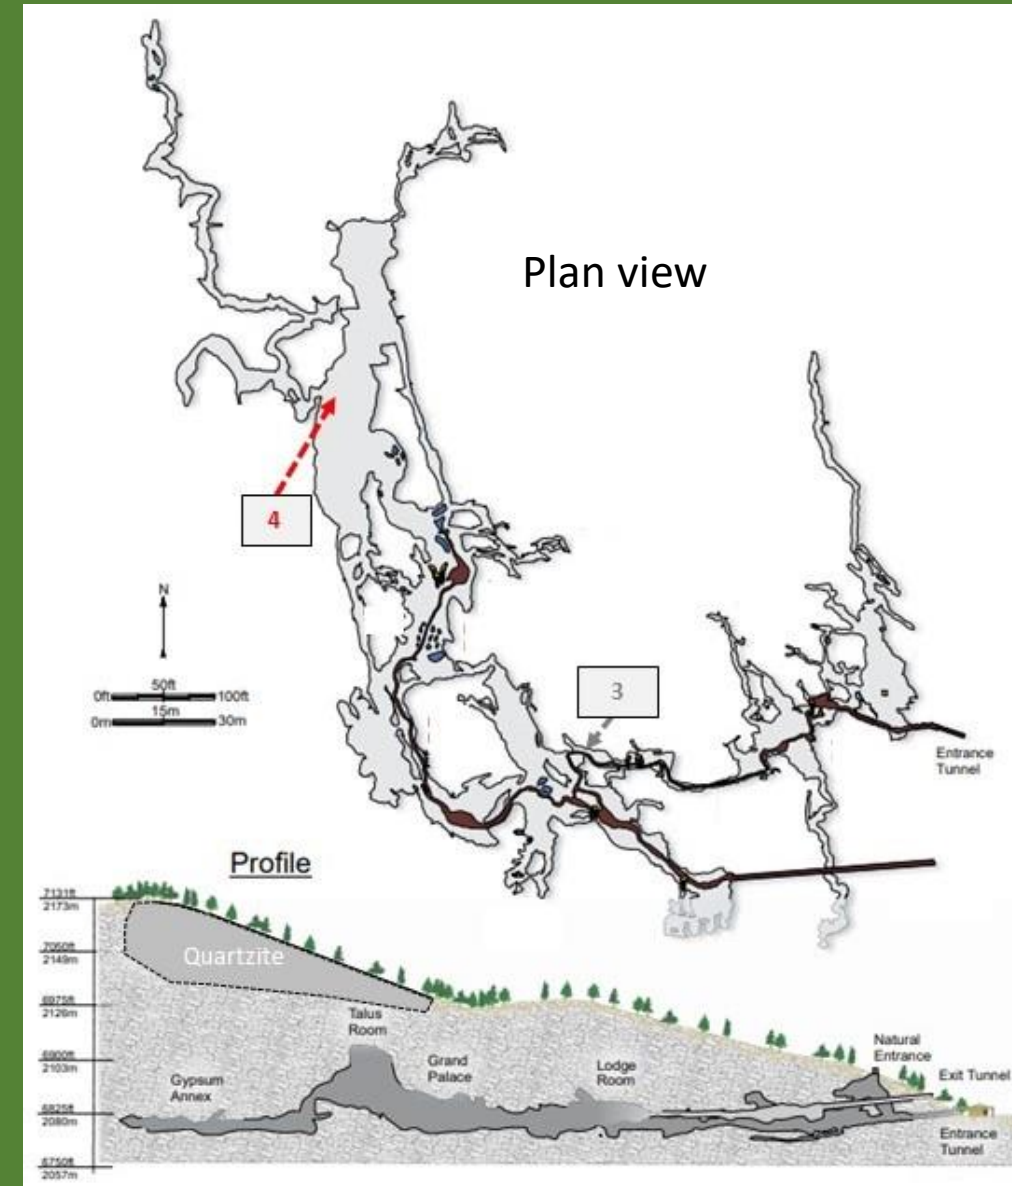 Plan view
4
N
0ft 50ft 100ft
0m 15m 30m
3
Entrance
Tunnel
Profile
7131ft
2173m
7050ft
2149m
Quartzite
6975ft
2126m
Talus
Room
6900ft
2103m
Grand
Palace
Lodge
Room
Natural
Entrance
Exit Tunnel
Gypsum
Annex
6825ft
2080m
Entrance
Tunnel
6750ft
2057m